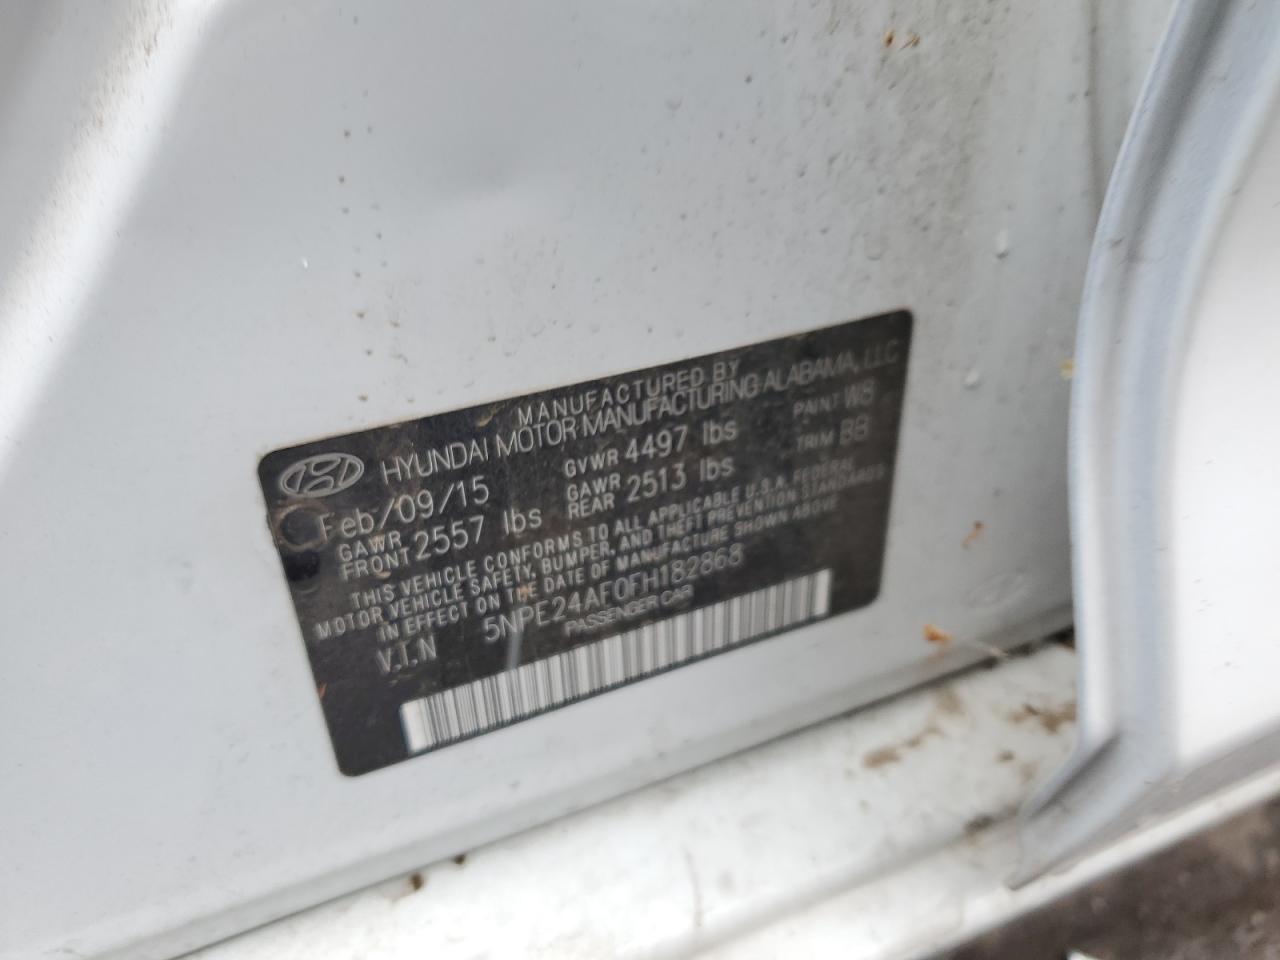 MANUFACTURED BY
HYUNDAI MOTOR MANUFACTURING ALABAMA, LLC
Feb/09/15 GVWR 4497 lbs PAINT W8
GAWR FRONT 2557 lbs GAWR REAR 2513 lbs TRIM BB
THIS VEHICLE CONFORMS TO ALL APPLICABLE U.S.A. FEDERAL
MOTOR VEHICLE SAFETY, BUMPER, AND THEFT PREVENTION STANDARDS
IN EFFECT ON THE DATE OF MANUFACTURE SHOWN ABOVE
V.I.N 5NPE24AF0FH182868
PASSENGER CAR